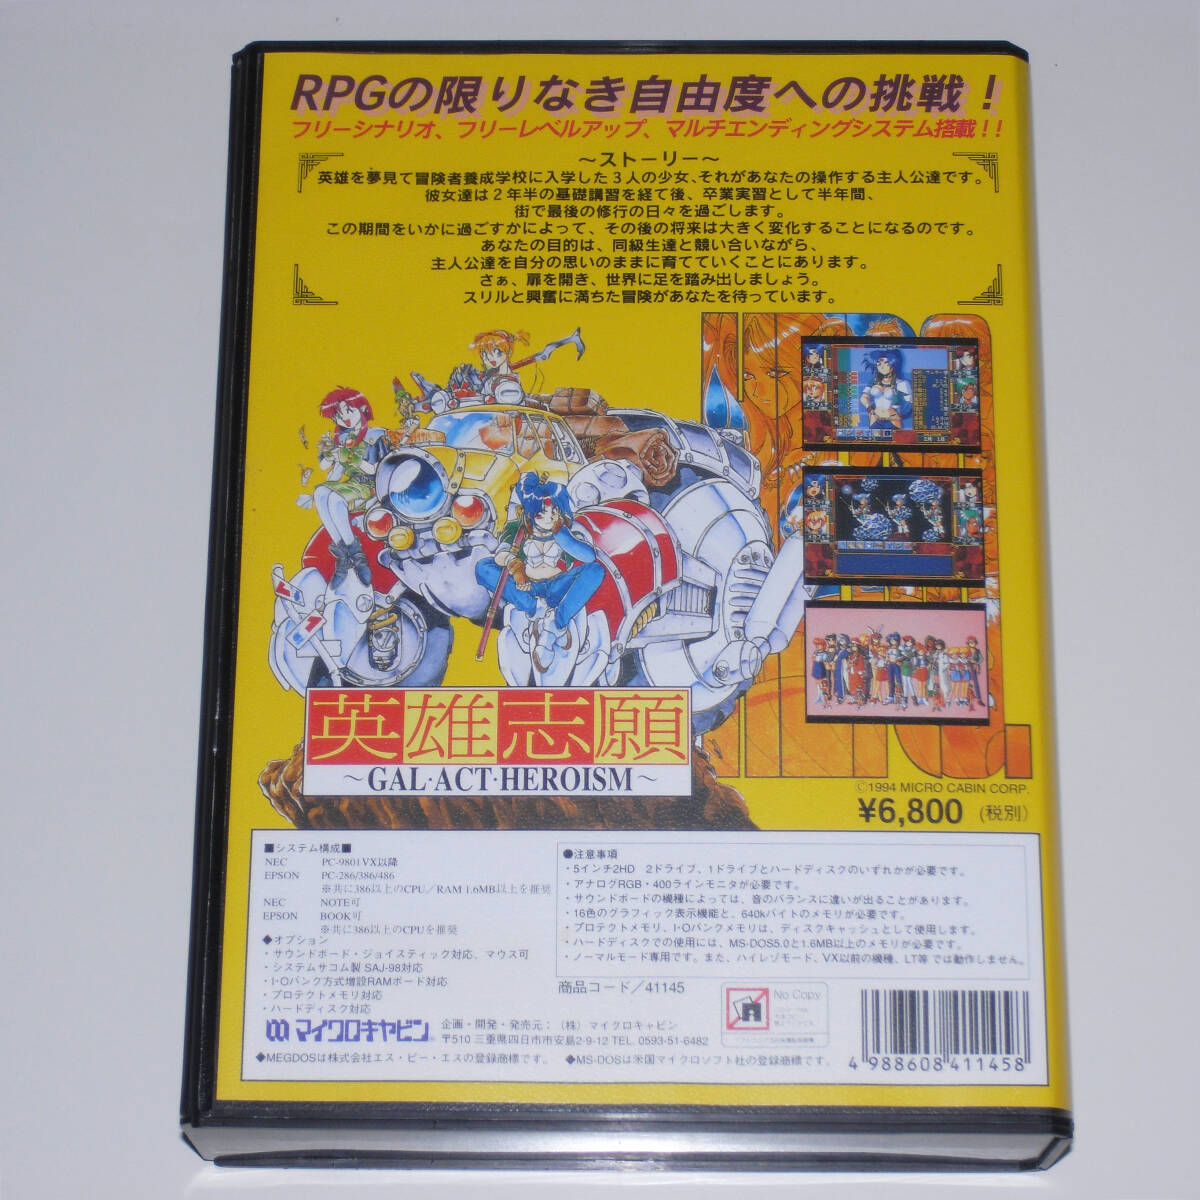 RPGの限りなき自由度への挑戦！
フリーシナリオ、フリーレベルアップ、マルチエンディングシステム搭載！！
～ストーリー～
英雄を夢見て冒険者養成学校に入学した３人の少女、それがあなたの操作する主人公達です。
彼女達は２年半の基礎講習を経て後、卒業実習として半年間、
街で最後の修行の日々を過ごします。
この期間をいかに過ごすかによって、その後の将来は大きく変化することになるのです。
あなたの目的は、同級生達と競い合いながら、
主人公達を自分の思いのままに育てていくことにあります。
さぁ、扉を開き、世界に足を踏み出しましょう。
スリルと興奮に満ちた冒険があなたを待っています。
英雄志願
～GAL・ACT・HEROISM～
©1994 MICRO CABIN CORP.
¥6,800 (税別)
■システム構成■
NEC PC-9801VX以降
EPSON PC-286/386/486
※共に386以上のCPU／RAM 1.6MB以上を推奨
NEC NOTE可
EPSON BOOK可
※共に386以上のCPUを推奨
◆オプション
・サウンドボード・ジョイスティック対応、マウス可
・システムサコム製 SAJ-98対応
・I・Oバンク方式増設RAMボード対応
・プロテクトメモリ対応
・ハードディスク対応
●注意事項
・5インチ2HD 2ドライブ、1ドライブとハードディスクのいずれかが必要です。
・アナログRGB・400ラインモニタが必要です。
・サウンドボードの機種によっては、音のバランスに違いが出ることがあります。
・16色のグラフィック表示機能と、640kバイトのメモリが必要です。
・プロテクトメモリ、I・Oバンクメモリは、ディスクキャッシュとして使用します。
・ハードディスクでの使用には、MS-DOS5.0と1.6MB以上のメモリが必要です。
・ノーマルモード専用です。また、ハイレゾモード、VX以前の機種、LT等では動作しません。
商品コード／41145
No Copy
マイクロキャビン
企画・開発・発売元：（株）マイクロキャビン
〒510 三重県四日市市安島2-9-12 TEL. 0593-51-6482
◆MEGDOSは株式会社エス・ピー・エスの登録商標です。
◆MS-DOSは米国マイクロソフト社の登録商標です。
4 988608 411458